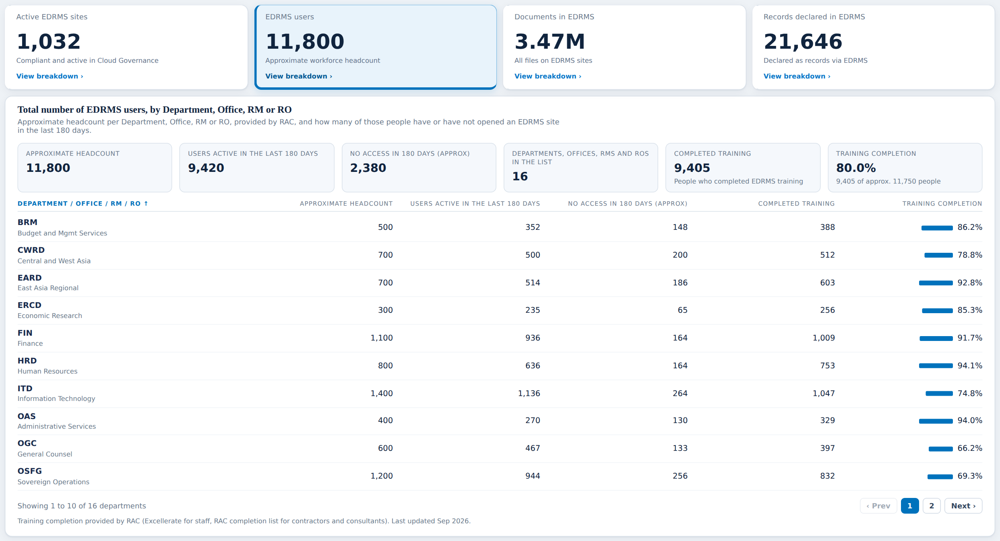 Active EDRMS sites
1,032
Compliant and active in Cloud Governance
View breakdown ›
EDRMS users
11,800
Approximate workforce headcount
View breakdown ›
Documents in EDRMS
3.47M
All files on EDRMS sites
View breakdown ›
Records declared in EDRMS
21,646
Declared as records via EDRMS
View breakdown ›
Total number of EDRMS users, by Department, Office, RM or RO
Approximate headcount per Department, Office, RM or RO, provided by RAC, and how many of those people have or have not opened an EDRMS site
in the last 180 days.
APPROXIMATE HEADCOUNT
11,800
USERS ACTIVE IN THE LAST 180 DAYS
9,420
NO ACCESS IN 180 DAYS (APPROX)
2,380
DEPARTMENTS, OFFICES, RMS AND ROS
IN THE LIST
16
COMPLETED TRAINING
9,405
People who completed EDRMS training
TRAINING COMPLETION
80.0%
9,405 of approx. 11,750 people
DEPARTMENT / OFFICE / RM / RO ↑ APPROXIMATE HEADCOUNT USERS ACTIVE IN THE LAST 180 DAYS NO ACCESS IN 180 DAYS (APPROX) COMPLETED TRAINING TRAINING COMPLETION
BRM
Budget and Mgmt Services
500 352 148 388 86.2%
CWRD
Central and West Asia
700 500 200 512 78.8%
EARD
East Asia Regional
700 514 186 603 92.8%
ERCD
Economic Research
300 235 65 256 85.3%
FIN
Finance
1,100 936 164 1,009 91.7%
HRD
Human Resources
800 636 164 753 94.1%
ITD
Information Technology
1,400 1,136 264 1,047 74.8%
OAS
Administrative Services
400 270 130 329 94.0%
OGC
General Counsel
600 467 133 397 66.2%
OSFG
Sovereign Operations
1,200 944 256 832 69.3%
Showing 1 to 10 of 16 departments
‹ Prev 1 2 Next ›
Training completion provided by RAC (Excellerate for staff, RAC completion list for contractors and consultants). Last updated Sep 2026.